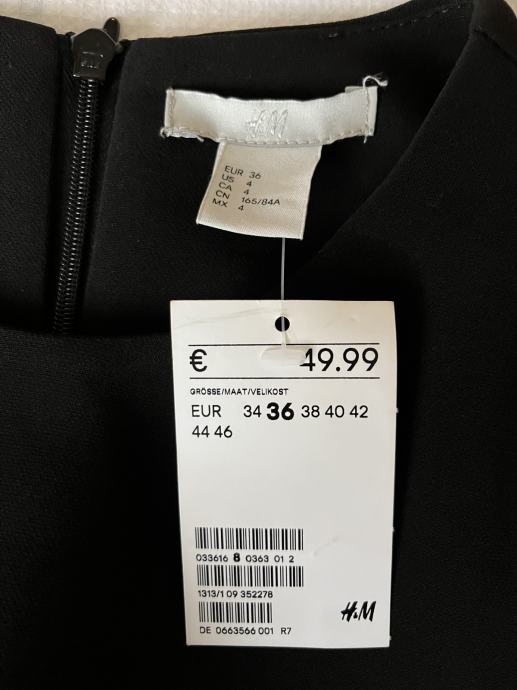 H&M
EUR 36
US 4
CA 4
CN 165/84A
MX 4
€ 49.99
GRÖSSE/MAAT/VELIKOST
EUR 34 36 38 40 42
44 46
033616 8 0363 01 2
1313/1 09 352278
DE 0663566 001 R7
H&M